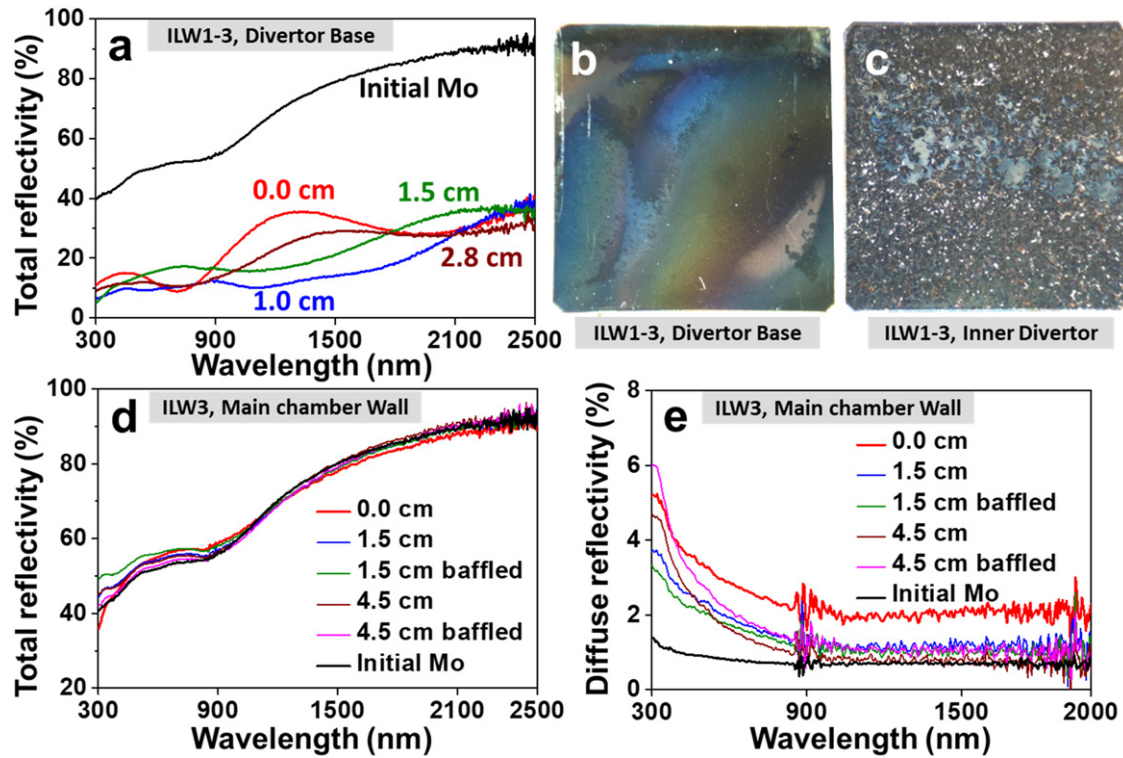 a
ILW1-3, Divertor Base
Total reflectivity (%)
100
80
60
40
20
0
Initial Mo
0.0 cm
1.5 cm
2.8 cm
1.0 cm
300
900
1500
2100
2500
Wavelength (nm)
b
ILW1-3, Divertor Base
c
ILW1-3, Inner Divertor
d
ILW3, Main chamber Wall
Total reflectivity (%)
100
80
60
40
20
0.0 cm
1.5 cm
1.5 cm baffled
4.5 cm
4.5 cm baffled
Initial Mo
300
900
1500
2100
2500
Wavelength (nm)
e
ILW3, Main chamber Wall
Diffuse reflectivity (%)
8
6
4
2
0
0.0 cm
1.5 cm
1.5 cm baffled
4.5 cm
4.5 cm baffled
Initial Mo
300
900
1500
2000
Wavelength (nm)